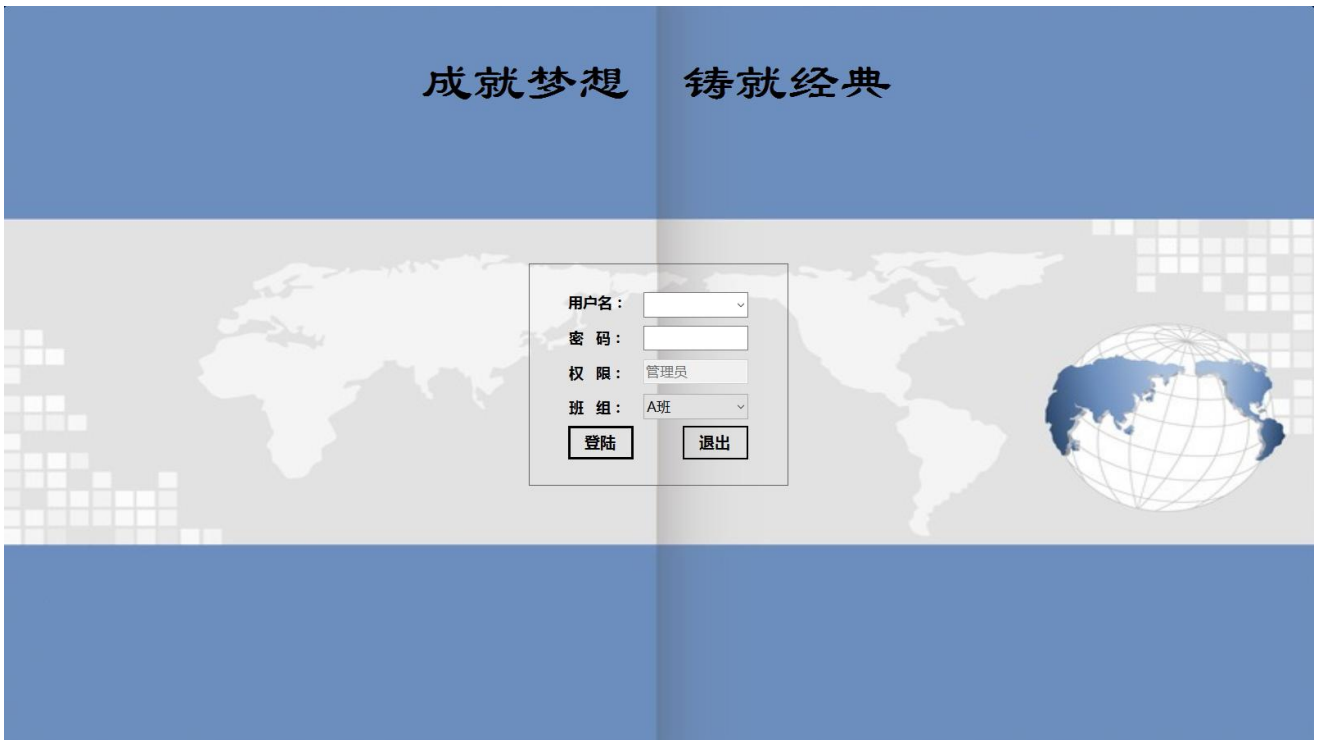 成就梦想 铸就经典
用户名：
密 码：
权 限： 管理员
班 组： A班
登陆 退出